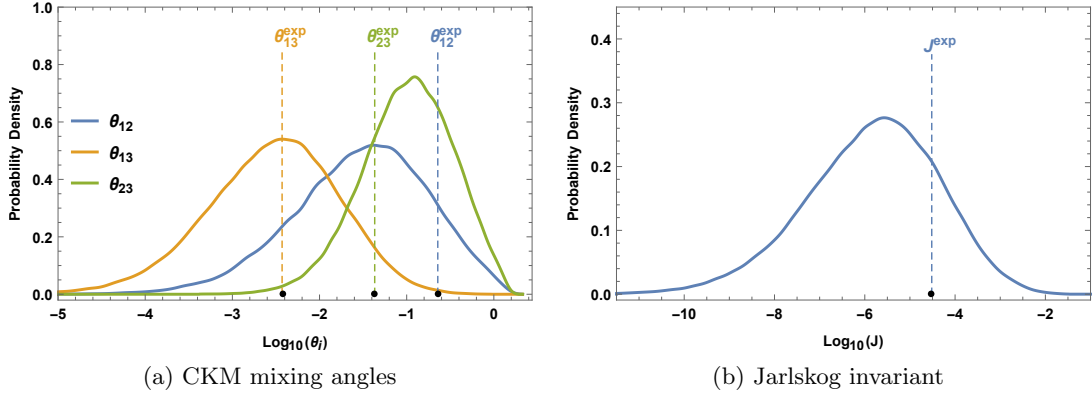 1.0
0.8
0.6
0.4
0.2
0.0
Probability Density
θ13exp θ23exp θ12exp
θ12
θ13
θ23
-5 -4 -3 -2 -1 0
Log10(θi)
(a) CKM mixing angles
0.4
0.3
0.2
0.1
0.0
Probability Density
Jexp
-10 -8 -6 -4 -2
Log10(J)
(b) Jarlskog invariant